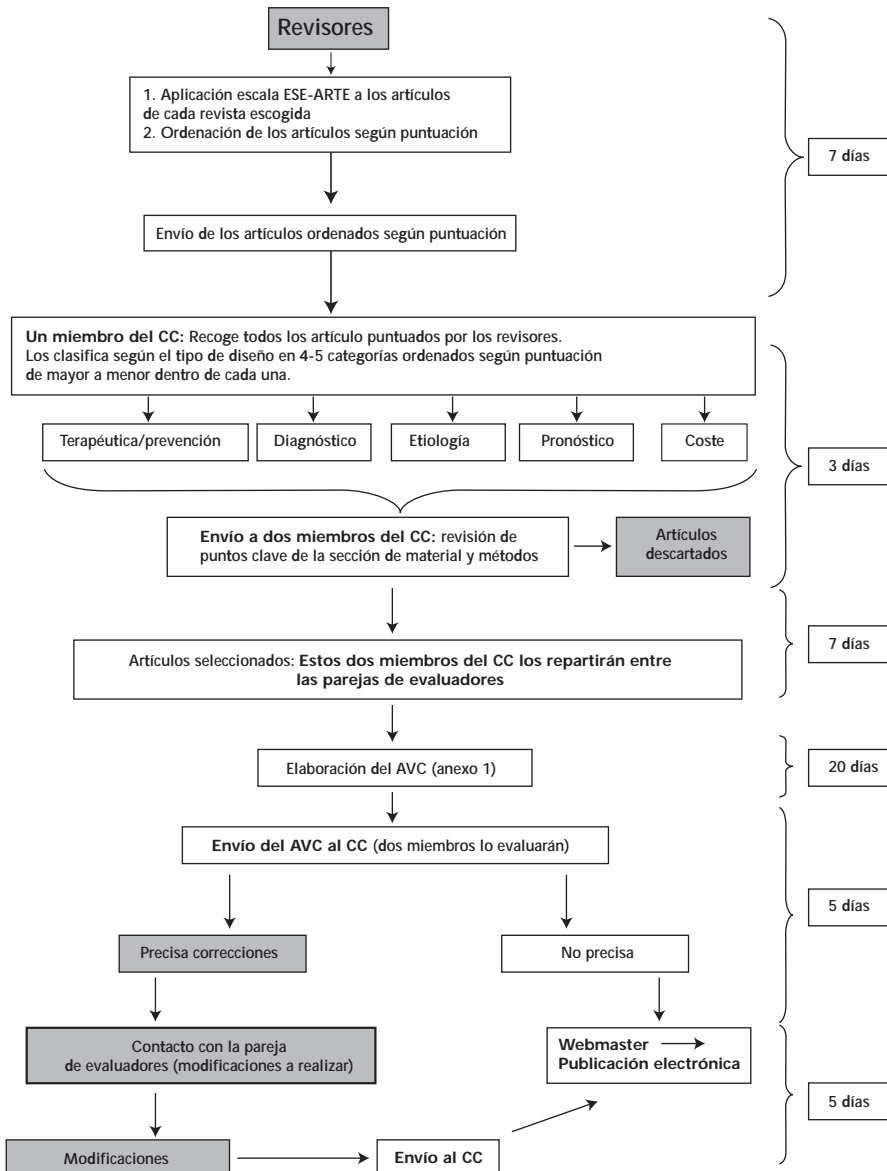 Revisores
1. Aplicación escala ESE-ARTE a los artículos
de cada revista escogida
2. Ordenación de los artículos según puntuación
7 días
Envío de los artículos ordenados según puntuación
Un miembro del CC: Recoge todos los artículo puntuados por los revisores.
Los clasifica según el tipo de diseño en 4-5 categorías ordenados según puntuación
de mayor a menor dentro de cada una.
Terapéutica/prevención
Diagnóstico
Etiología
Pronóstico
Coste
3 días
Envío a dos miembros del CC: revisión de
puntos clave de la sección de material y métodos
Artículos
descartados
Artículos seleccionados: Estos dos miembros del CC los repartirán entre
las parejas de evaluadores
7 días
Elaboración del AVC (anexo 1)
20 días
Envío del AVC al CC (dos miembros lo evaluarán)
5 días
Precisa correcciones
No precisa
Contacto con la pareja
de evaluadores (modificaciones a realizar)
Webmaster
Publicación electrónica
5 días
Modificaciones
Envío al CC